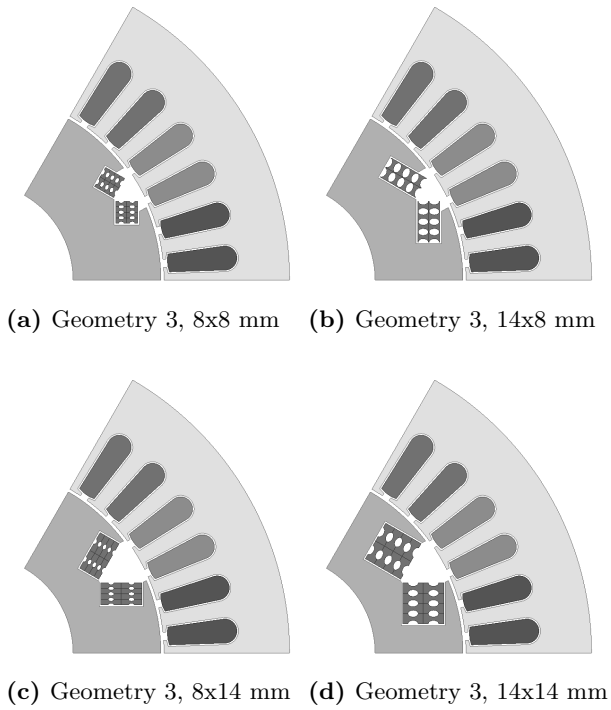 (a) Geometry 3, 8x8 mm
(b) Geometry 3, 14x8 mm
(c) Geometry 3, 8x14 mm
(d) Geometry 3, 14x14 mm